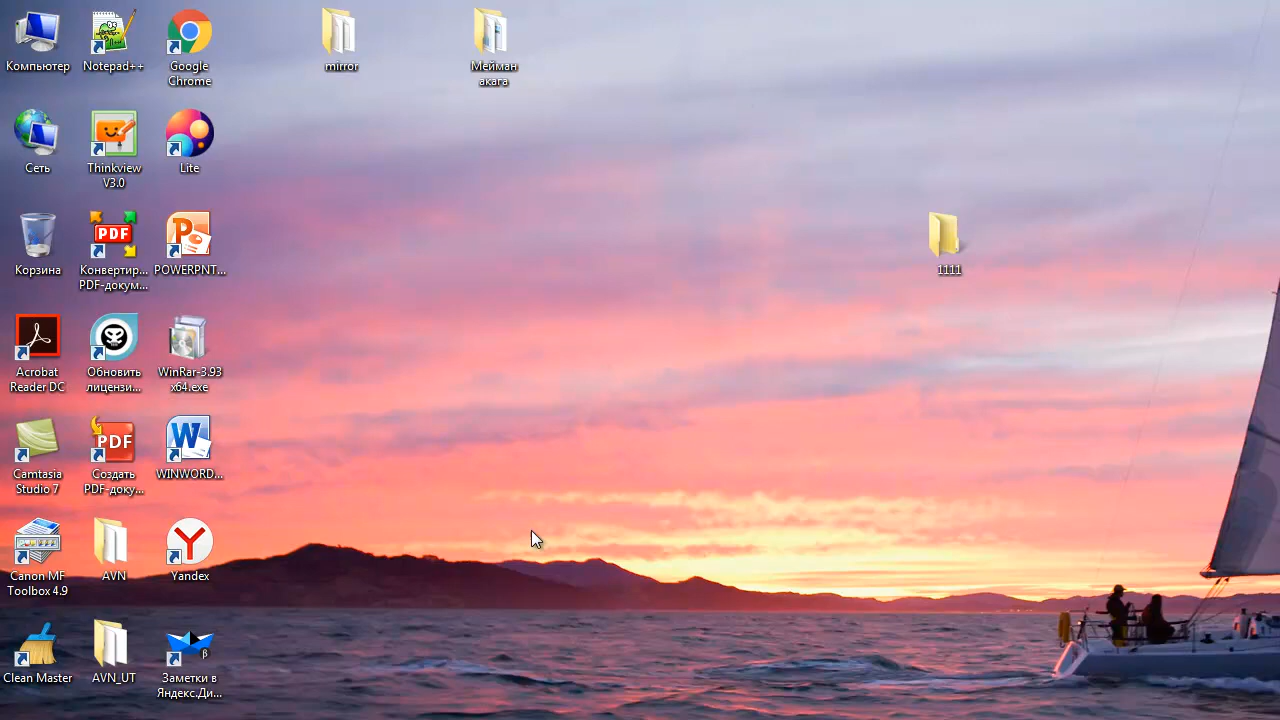 Компьютер
Notepad++
Google
Chrome
mirror
Мейман
акага
Сеть
Thinkview
V3.0
Lite
Корзина
Конвертир...
PDF-докум...
POWERPNT...
1111
Acrobat
Reader DC
Обновить
лицензи...
WinRar-3.93
x64.exe
Camtasia
Studio 7
Создать
PDF-доку...
WINWORD...
Canon MF
Toolbox 4.9
AVN
Yandex
Clean Master
AVN_UT
Заметки в
Яндекс.Ди...